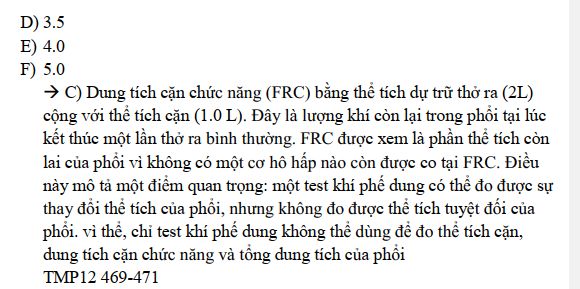 D) 3.5
E) 4.0
F) 5.0
→ C) Dung tích cặn chức năng (FRC) bằng thể tích dự trữ thở ra (2L)
cộng với thể tích cặn (1.0 L). Đây là lượng khí còn lại trong phổi tại lúc
kết thúc một lần thở ra bình thường. FRC được xem là phần thể tích còn
lai của phổi vì không có một cơ hô hấp nào còn được co tại FRC. Điều
này mô tả một điểm quan trọng: một test khí phế dung có thể đo được sự
thay đổi thể tích của phổi, nhưng không đo được thể tích tuyệt đối của
phổi. vì thế, chỉ test khí phế dung không thể dùng để đo thể tích cặn,
dung tích cặn chức năng và tổng dung tích của phổi
TMP12 469-471